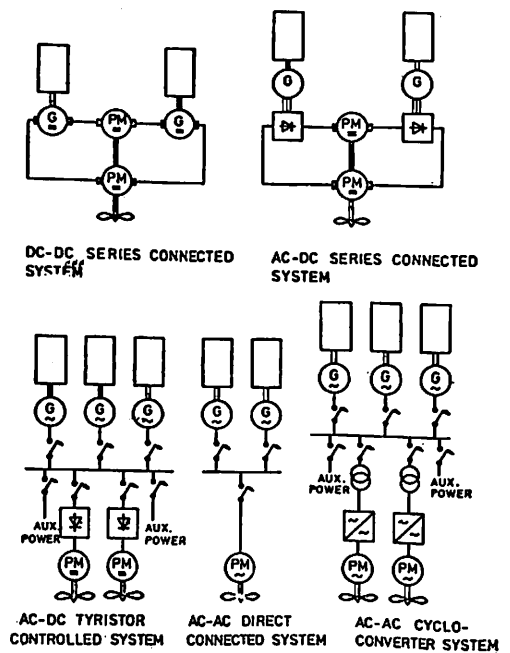 G
PM
G
PM
DC-DC SERIES CONNECTED
SYSTEM
G
G
PM
PM
AC-DC SERIES CONNECTED
SYSTEM
G ~
G ~
G ~
AUX.
POWER
AUX.
POWER
PM
PM
AC-DC TYRISTOR
CONTROLLED SYSTEM
G ~
G ~
PM ~
AC-AC DIRECT
CONNECTED SYSTEM
G ~
G ~
G ~
AUX.
POWER
AUX.
POWER
PM ~
PM ~
AC-AC CYCLO-
CONVERTER SYSTEM